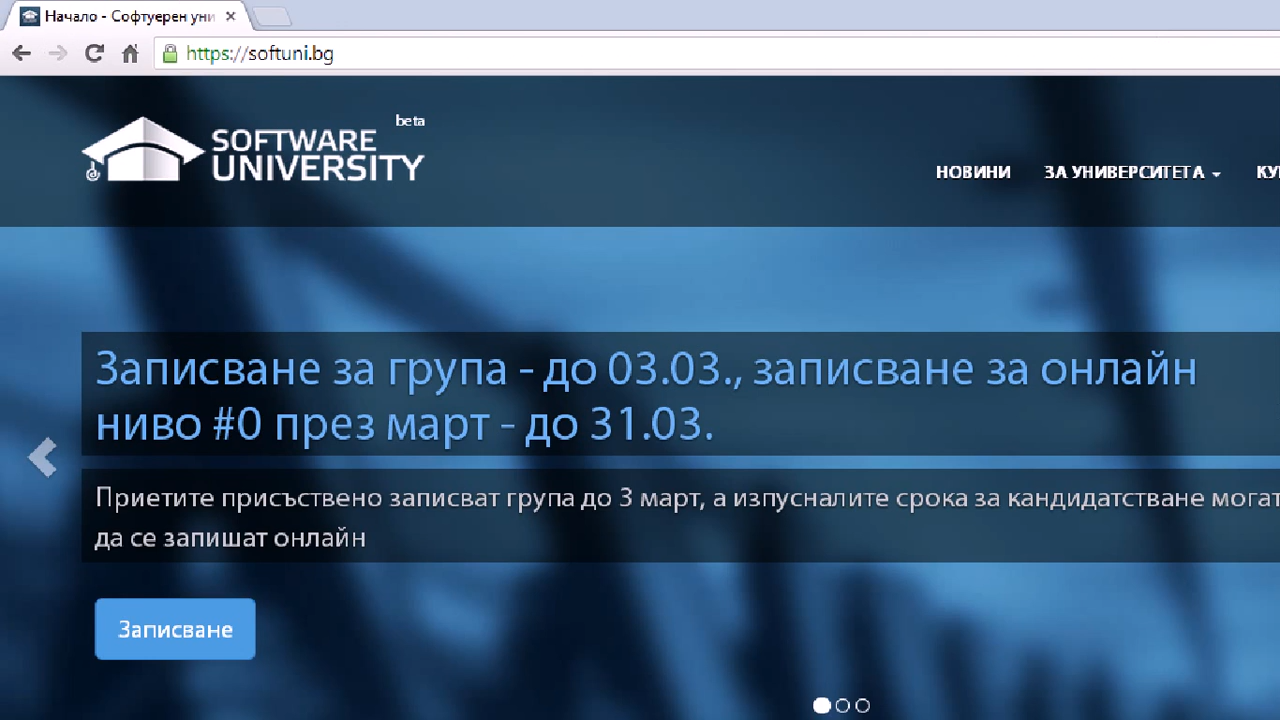 Начало - Софтуерен уни
https://softuni.bg
beta
SOFTWARE
UNIVERSITY
НОВИНИ ЗА УНИВЕРСИТЕТА КУ
Записване за група - до 03.03., записване за онлайн
ниво #0 през март - до 31.03.
Приетите присъствено записват група до 3 март, а изпусналите срока за кандидатстване могат
да се запишат онлайн
Записване